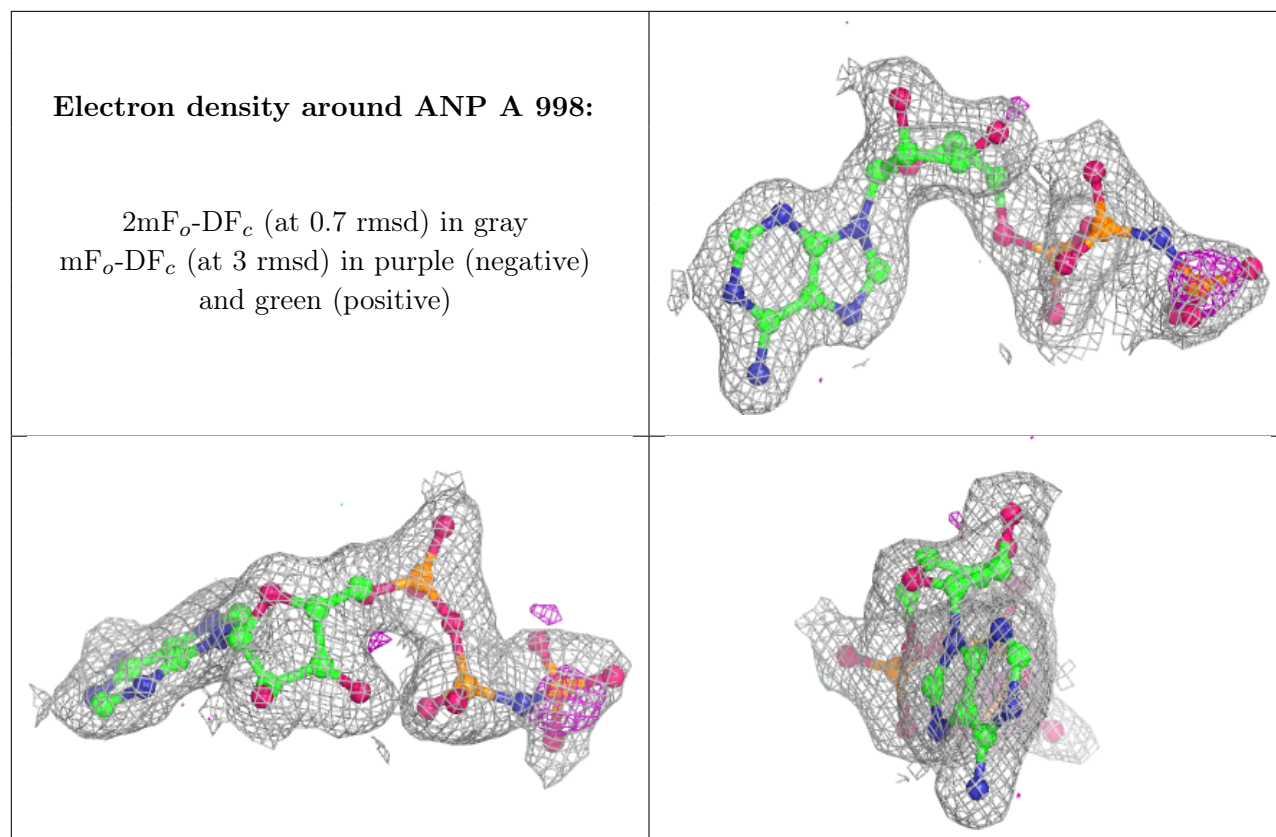 Electron density around ANP A 998:
2mFo-DFc (at 0.7 rmsd) in gray
mFo-DFc (at 3 rmsd) in purple (negative)
and green (positive)